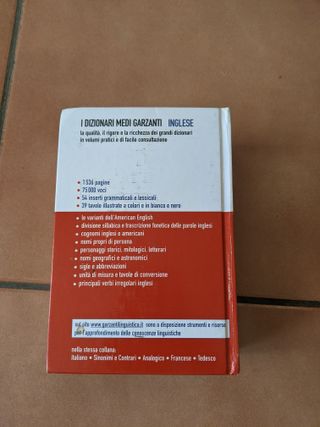 I DIZIONARI MEDI GARZANTI INGLESE
la qualità, il rigore e la ricchezza dei grandi dizionari
in volumi pratici e di facile consultazione
• 1536 pagine
• 75000 voci
• 54 inserti grammaticali e lessicali
• 39 tavole illustrate a colori e in bianco e nero
• le varianti dell'American English
• divisione sillabica e trascrizione fonetica delle parole inglesi
• cognomi inglesi e americani
• nomi propri di persona
• personaggi storici, mitologici, letterari
• nomi geografici e astronomici
• sigle e abbreviazioni
• unità di misura e tavole di conversione
• principali verbi irregolari inglesi
sul sito www.garzantilinguistica.it sono a disposizione strumenti e risorse
per l'approfondimento delle conoscenze linguistiche
nella stessa collana:
Italiano • Sinonimi e Contrari • Analogico • Francese • Tedesco